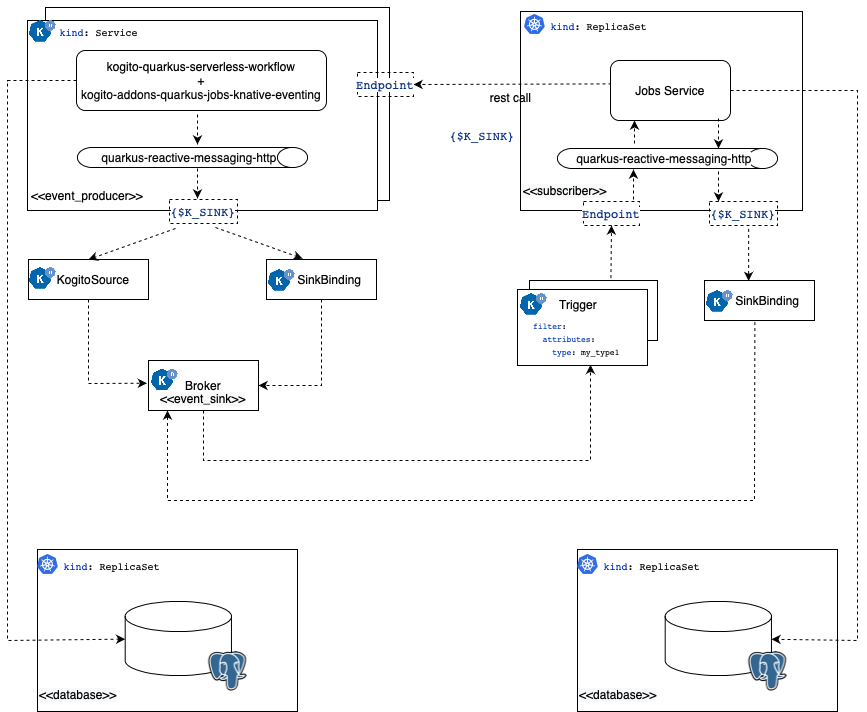 kind: Service
kogito-quarkus-serverless-workflow
+
kogito-addons-quarkus-jobs-knative-eventing
quarkus-reactive-messaging-http
<<event_producer>>
{$K_SINK}
Endpoint
rest call
{$K_SINK}
kind: ReplicaSet
Jobs Service
quarkus-reactive-messaging-http
<<subscriber>>
Endpoint
{$K_SINK}
KogitoSource
SinkBinding
Trigger
filter:
attributes:
type: my_type1
SinkBinding
Broker
<<event_sink>>
kind: ReplicaSet
<<database>>
kind: ReplicaSet
<<database>>